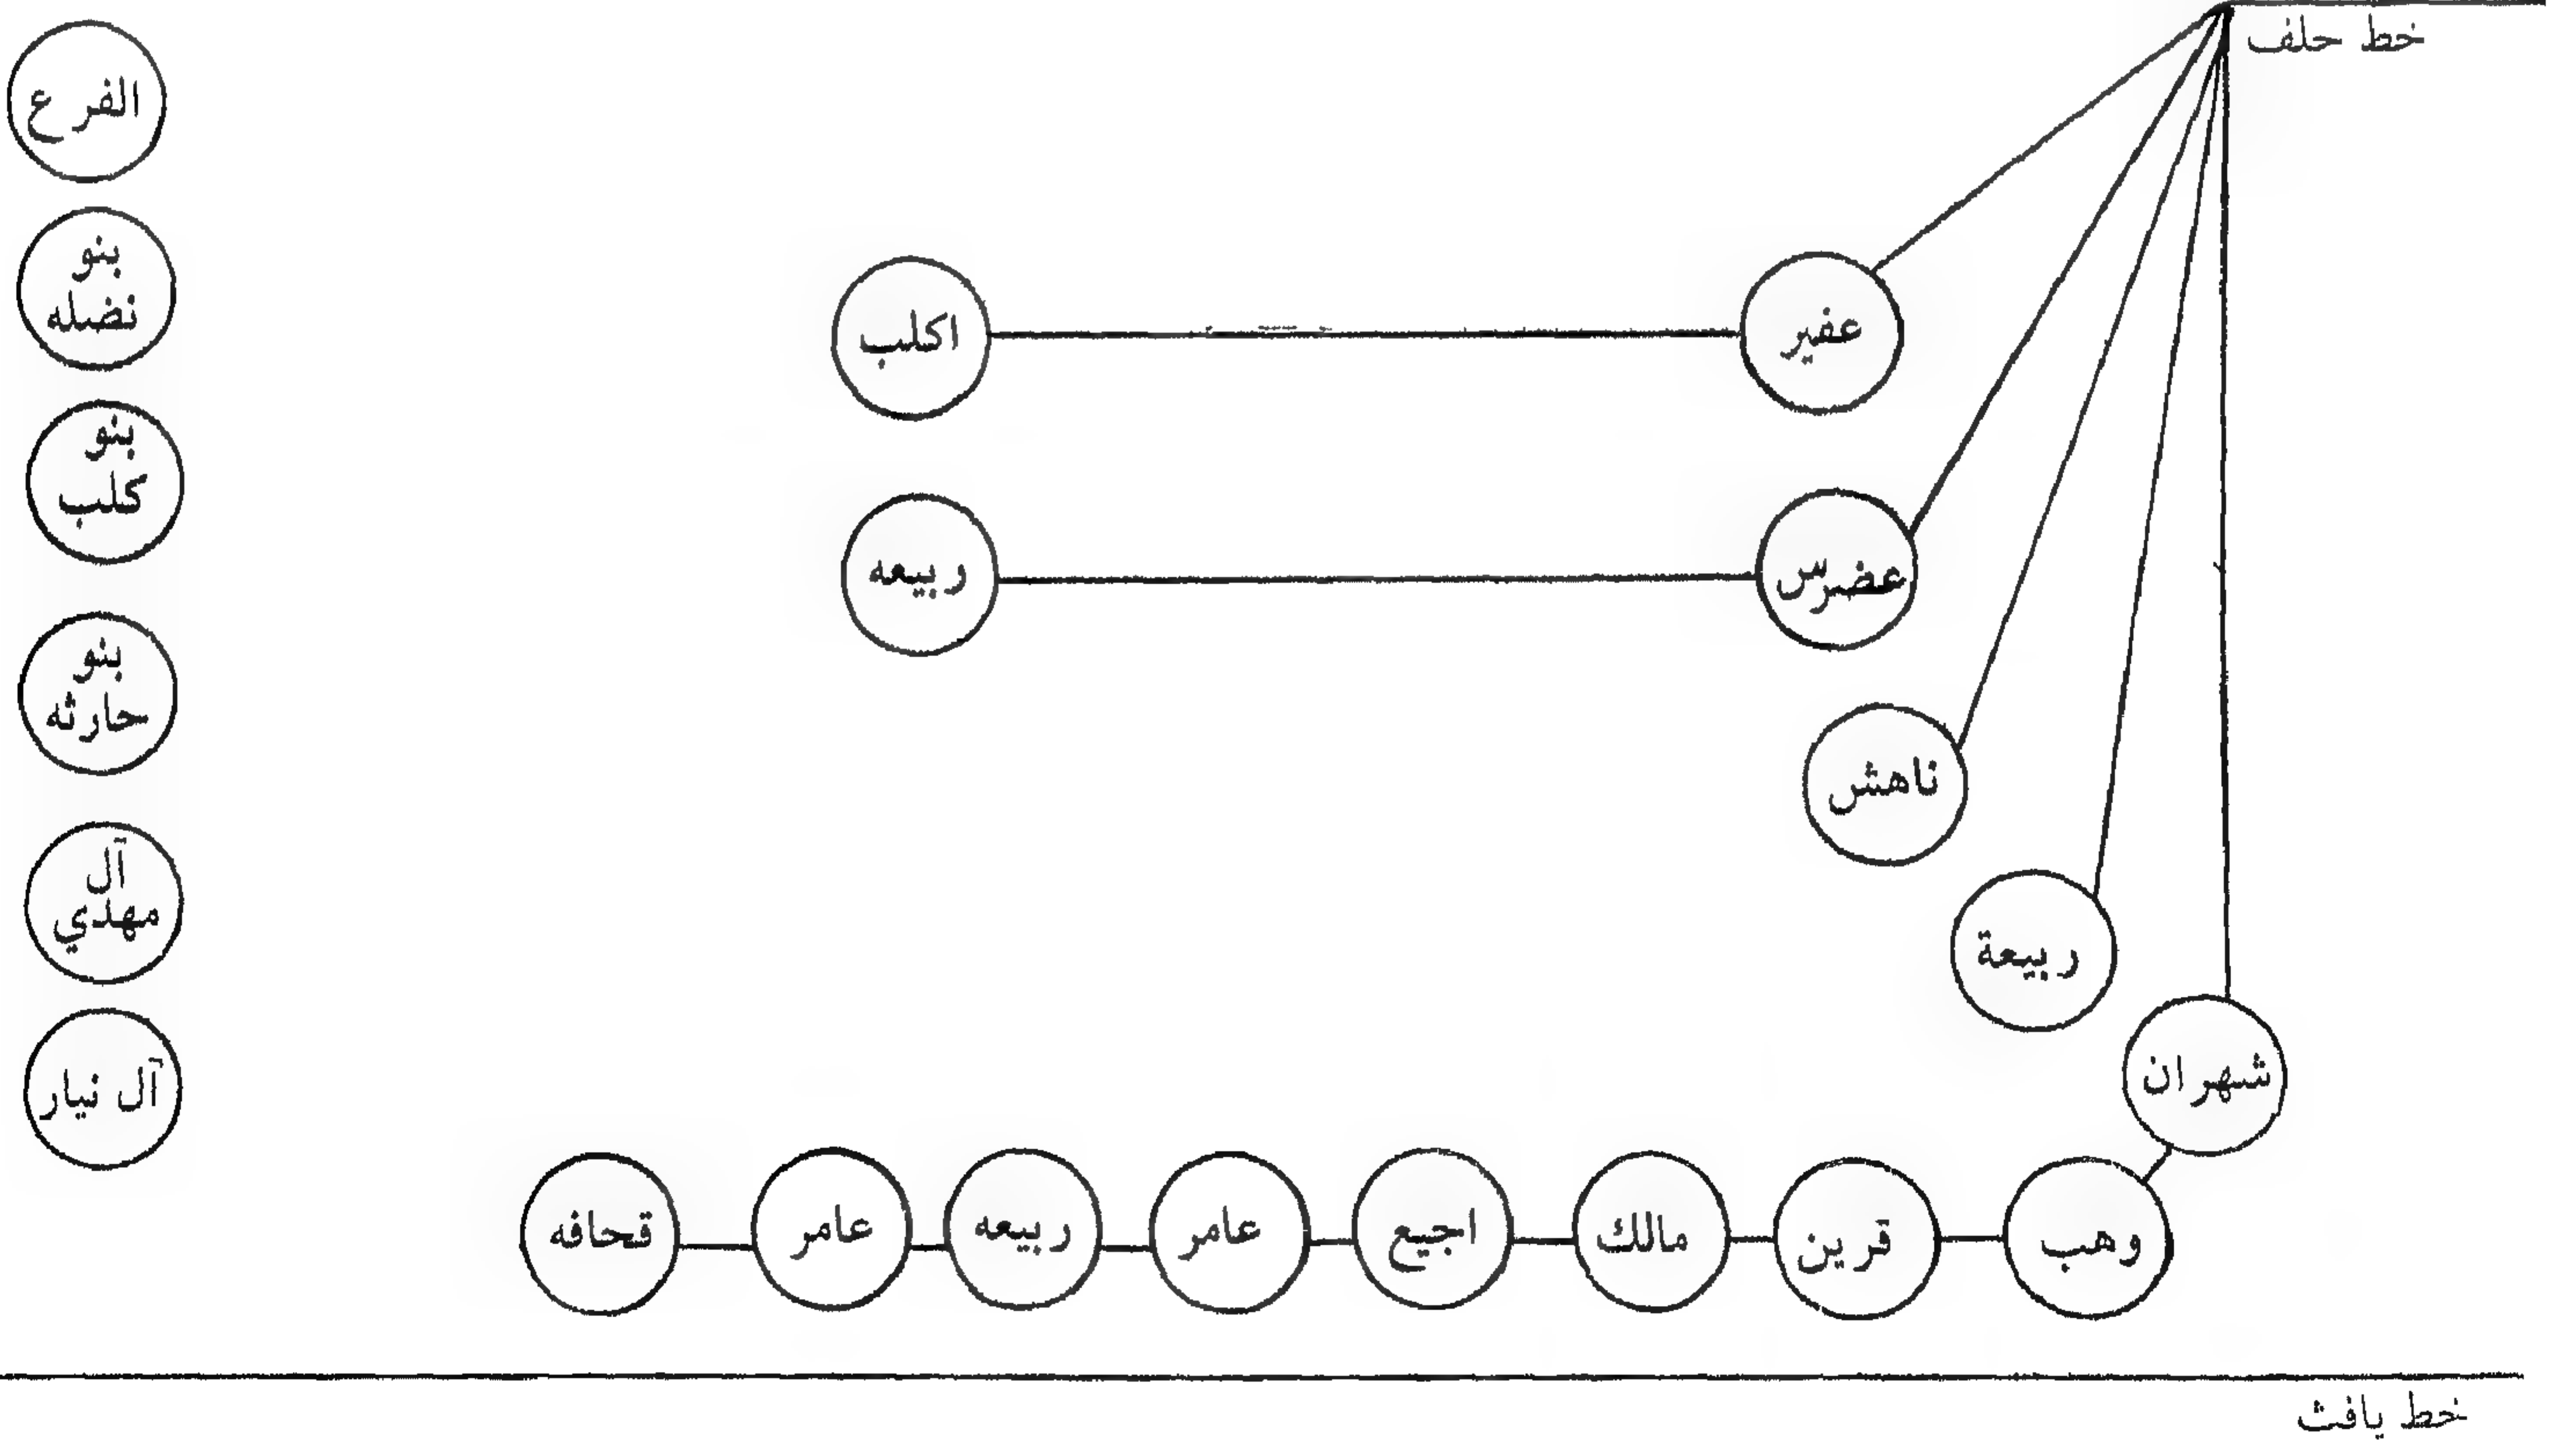 خط حلف
الفرع
بنو
نضله
اكلب
عفير
بنو
كلب
ربيعه
عضرس
بنو
حارثه
ناهش
آل
مهدي
ربيعة
آل نيار
شهران
وهب
قرين
مالك
اجيع
عامر
ربيعه
عامر
قحافه
خط يافث